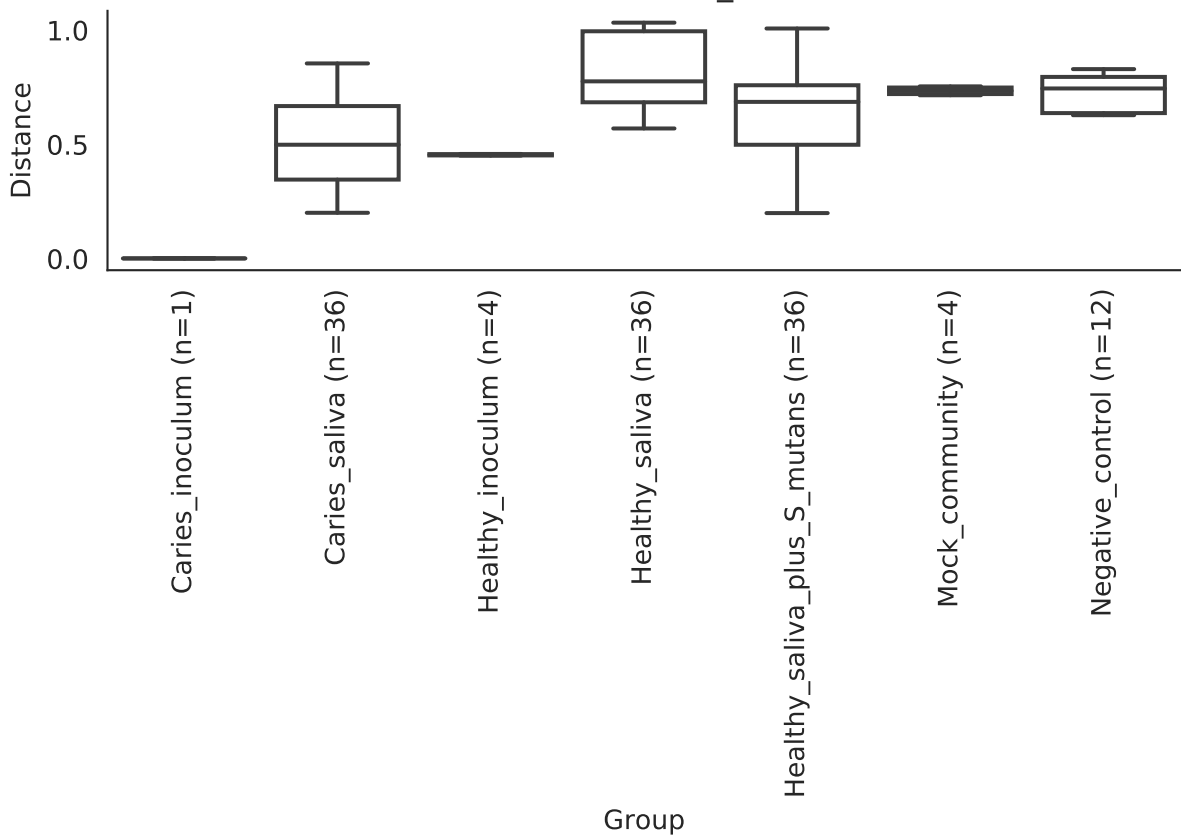 1.0
0.5
0.0
Distance
Caries_inoculum (n=1)
Caries_saliva (n=36)
Healthy_inoculum (n=4)
Healthy_saliva (n=36)
Healthy_saliva_plus_S_mutans (n=36)
Mock_community (n=4)
Negative_control (n=12)
Group